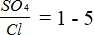 SO₄
Cl = 1 - 5